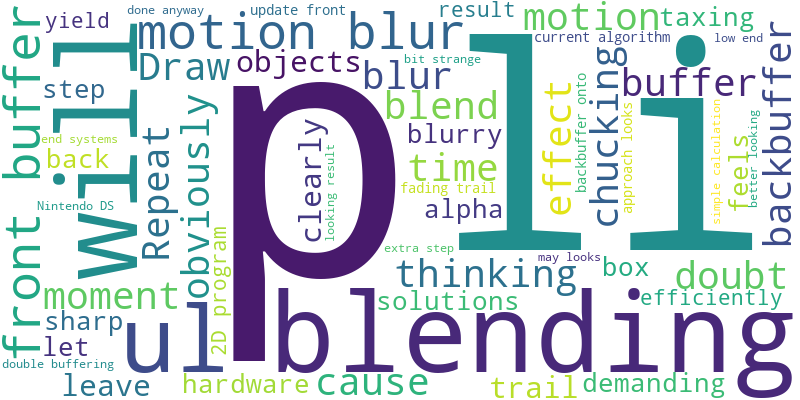 done anyway
update front
result
motion
taxing
yield
motion blur
current algorithm
low end
front buffer
Will
Draw
objects
bit strange
li
step
blur
buffer
backbuffer
p
blend
chucking
effect
backbuffer onto
approach looks
simple calculation
feels
better looking
end systems
back
Repeat
obviously
clearly
looking result
blurry
time
fading trail
Nintendo DS
alpha
extra step
may looks
moment
2D program
thinking
box
doubt
sharp
ul
blending
solutions
efficiently
let
double buffering
leave
hardware
cause
trail
demanding